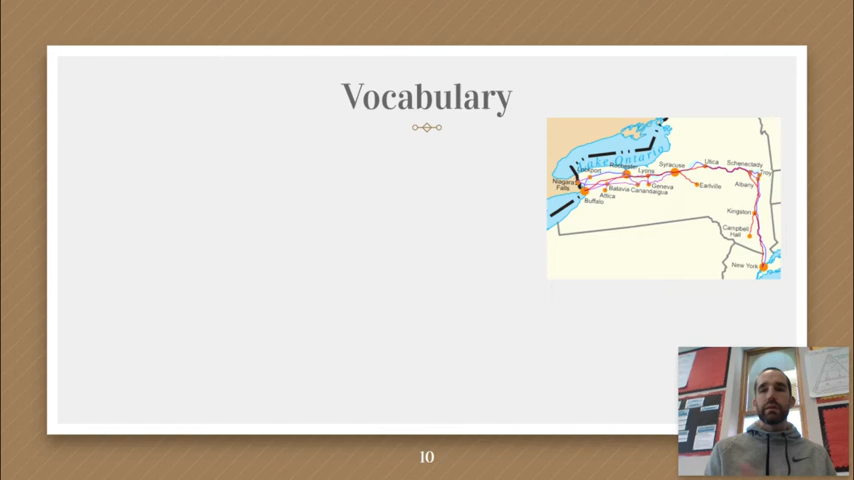 Vocabulary
Lake Ontario
Niagara
Falls
Lockport
Rochester
Lyons
Syracuse
Utica
Schenectady
Troy
Albany
Buffalo
Attica
Batavia
Canandaigua
Geneva
Earlville
Kingston
Campbell
Hall
New York
10